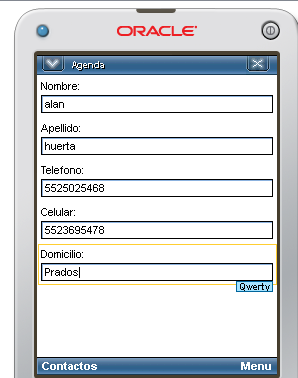 ORACLE
Agenda
Nombre:
alan
Apellido:
huerta
Telefono:
5525025468
Celular:
5523695478
Domicilio:
Prados
Qwerty
Contactos Menu